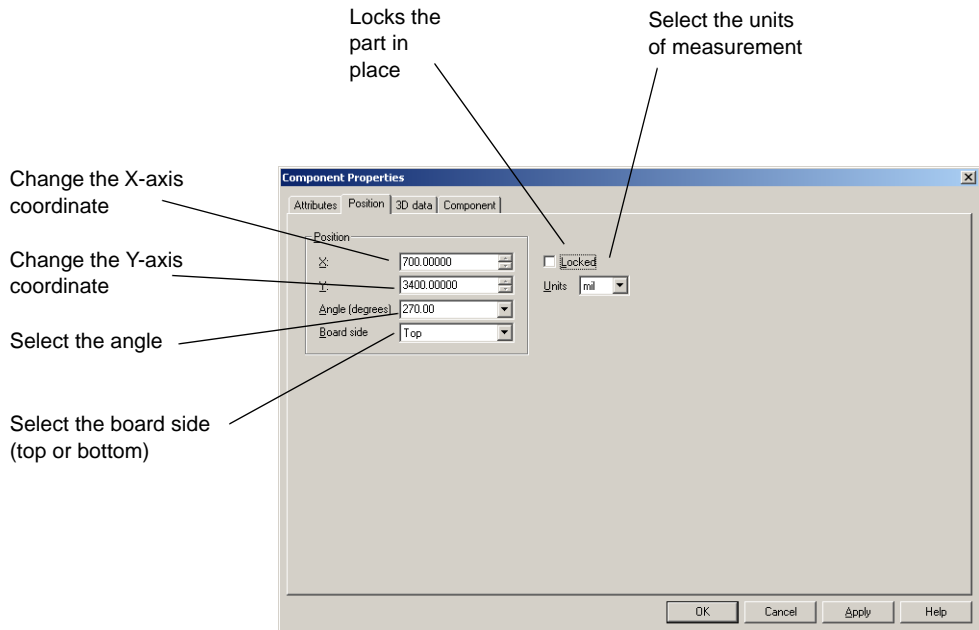 Locks the
part in
place
Select the units
of measurement
Change the X-axis
coordinate
Change the Y-axis
coordinate
Select the angle
Select the board side
(top or bottom)
Component Properties
Attributes Position 3D data Component
Position
X: 700.00000
Y: 3400.00000
Angle (degrees) 270.00
Board side Top
Locked
Units mil
OK Cancel Apply Help